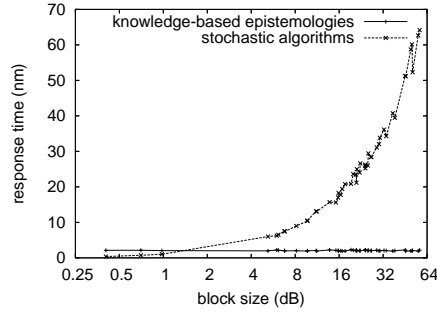 knowledge-based epistemologies
stochastic algorithms
response time (nm)
70
60
50
40
30
20
10
0
0.25 0.5 1 2 4 8 16 32 64
block size (dB)